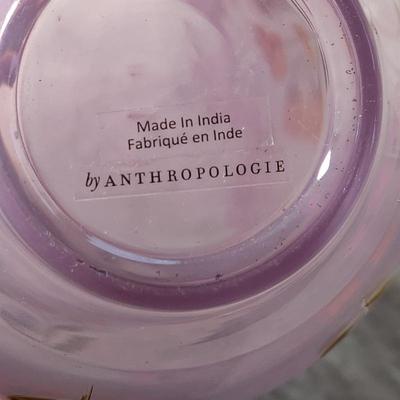 Made In India
Fabriqué en Inde
by ANTHROPOLOGIE